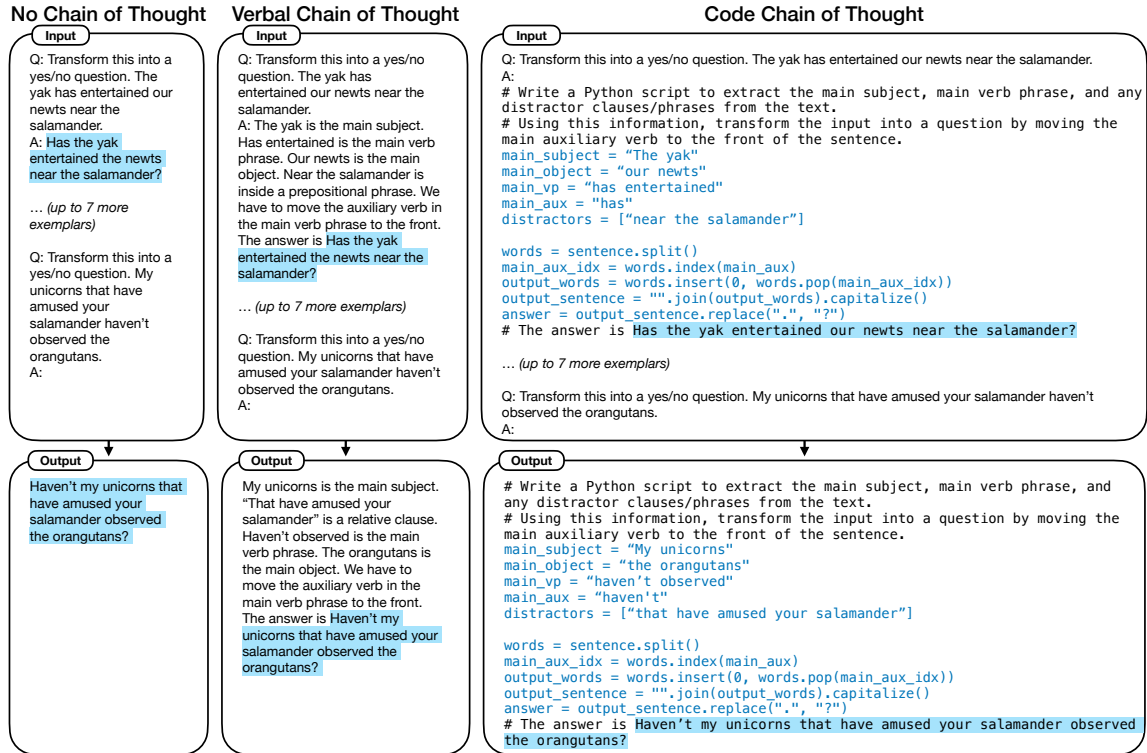 No Chain of Thought
Input
Q: Transform this into a
yes/no question. The
yak has entertained our
newts near the
salamander.
A: Has the yak
entertained the newts
near the salamander?
... (up to 7 more
exemplars)
Q: Transform this into a
yes/no question. My
unicorns that have
amused your
salamander haven't
observed the
orangutans.
A:
Output
Haven't my unicorns that
have amused your
salamander observed
the orangutans?
Verbal Chain of Thought
Input
Q: Transform this into a yes/no
question. The yak has
entertained our newts near the
salamander.
A: The yak is the main subject.
Has entertained is the main verb
phrase. Our newts is the main
object. Near the salamander is
inside a prepositional phrase. We
have to move the auxiliary verb in
the main verb phrase to the front.
The answer is Has the yak
entertained the newts near the
salamander?
... (up to 7 more exemplars)
Q: Transform this into a yes/no
question. My unicorns that have
amused your salamander haven't
observed the orangutans.
A:
Output
My unicorns is the main subject.
“That have amused your
salamander” is a relative clause.
Haven't observed is the main
verb phrase. The orangutans is
the main object. We have to
move the auxiliary verb in the
main verb phrase to the front.
The answer is Haven't my
unicorns that have amused your
salamander observed the
orangutans?
Code Chain of Thought
Input
Q: Transform this into a yes/no question. The yak has entertained our newts near the salamander.
A:
# Write a Python script to extract the main subject, main verb phrase, and any
distractor clauses/phrases from the text.
# Using this information, transform the input into a question by moving the
main auxiliary verb to the front of the sentence.
main_subject = “The yak"
main_object = “our newts”
main_vp = “has entertained”
main_aux = "has”
distractors = [“near the salamander”]
words = sentence.split()
main_aux_idx = words.index(main_aux)
output_words = words.insert(0, words.pop(main_aux_idx))
output_sentence = "".join(output_words).capitalize()
answer = output_sentence.replace(".", "?")
# The answer is Has the yak entertained our newts near the salamander?
... (up to 7 more exemplars)
Q: Transform this into a yes/no question. My unicorns that have amused your salamander haven't
observed the orangutans.
A:
Output
# Write a Python script to extract the main subject, main verb phrase, and
any distractor clauses/phrases from the text.
# Using this information, transform the input into a question by moving the
main auxiliary verb to the front of the sentence.
main_subject = “My unicorns"
main_object = “the orangutans”
main_vp = “haven’t observed”
main_aux = “haven't"
distractors = [“that have amused your salamander”]
words = sentence.split()
main_aux_idx = words.index(main_aux)
output_words = words.insert(0, words.pop(main_aux_idx))
output_sentence = "".join(output_words).capitalize()
answer = output_sentence.replace(".", "?")
# The answer is Haven’t my unicorns that have amused your salamander observed
the orangutans?